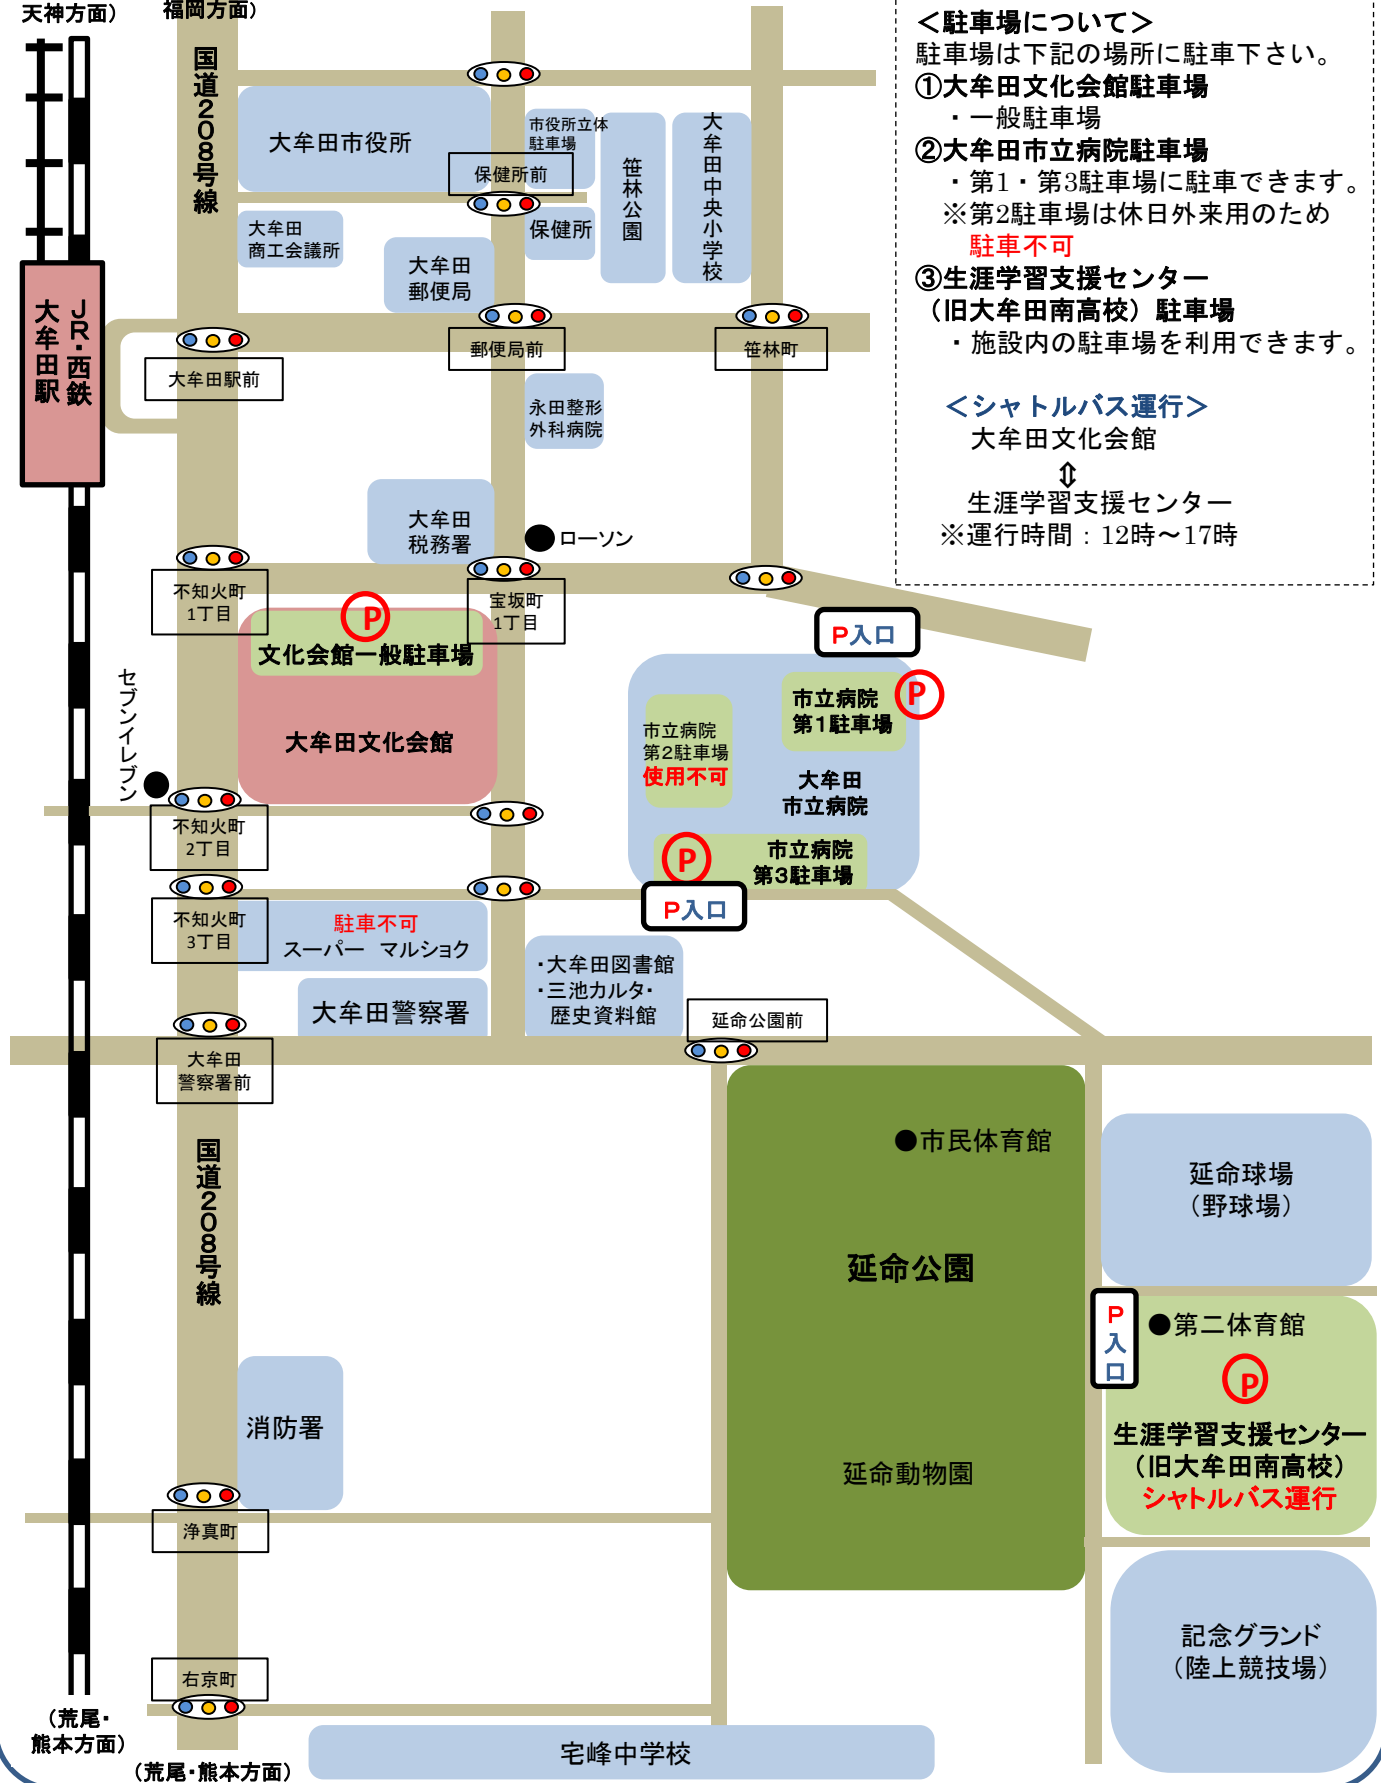 天神方面）
福岡方面）
国道２０８号線
＜駐車場について＞
駐車場は下記の場所に駐車下さい。
①大牟田文化会館駐車場
・一般駐車場
②大牟田市立病院駐車場
・第1・第3駐車場に駐車できます。
※第2駐車場は休日外来用のため
駐車不可
③生涯学習支援センター
（旧大牟田南高校）駐車場
・施設内の駐車場を利用できます。
＜シャトルバス運行＞
大牟田文化会館
⇕
生涯学習支援センター
※運行時間：12時～17時
大牟田市役所
市役所立体
駐車場
保健所前
笹林公園
大牟田中央小学校
大牟田
商工会議所
保健所
大牟田
郵便局
ＪＲ・西鉄
大牟田駅
大牟田駅前
郵便局前
笹林町
永田整形
外科病院
大牟田
税務署
ローソン
不知火町
1丁目
宝坂町
1丁目
P
文化会館一般駐車場
大牟田文化会館
P入口
市立病院
第1駐車場
P
市立病院
第2駐車場
使用不可
大牟田
市立病院
P
市立病院
第3駐車場
P入口
セブンイレブン
不知火町
2丁目
不知火町
3丁目
駐車不可
スーパー　マルショク
大牟田警察署
・大牟田図書館
・三池カルタ・
歴史資料館
延命公園前
大牟田
警察署前
国道２０８号線
●市民体育館
延命公園
延命動物園
延命球場
（野球場）
P入口
●第二体育館
P
生涯学習支援センター
（旧大牟田南高校）
シャトルバス運行
消防署
浄真町
記念グランド
（陸上競技場）
右京町
（荒尾・
熊本方面）
（荒尾・熊本方面）
宅峰中学校